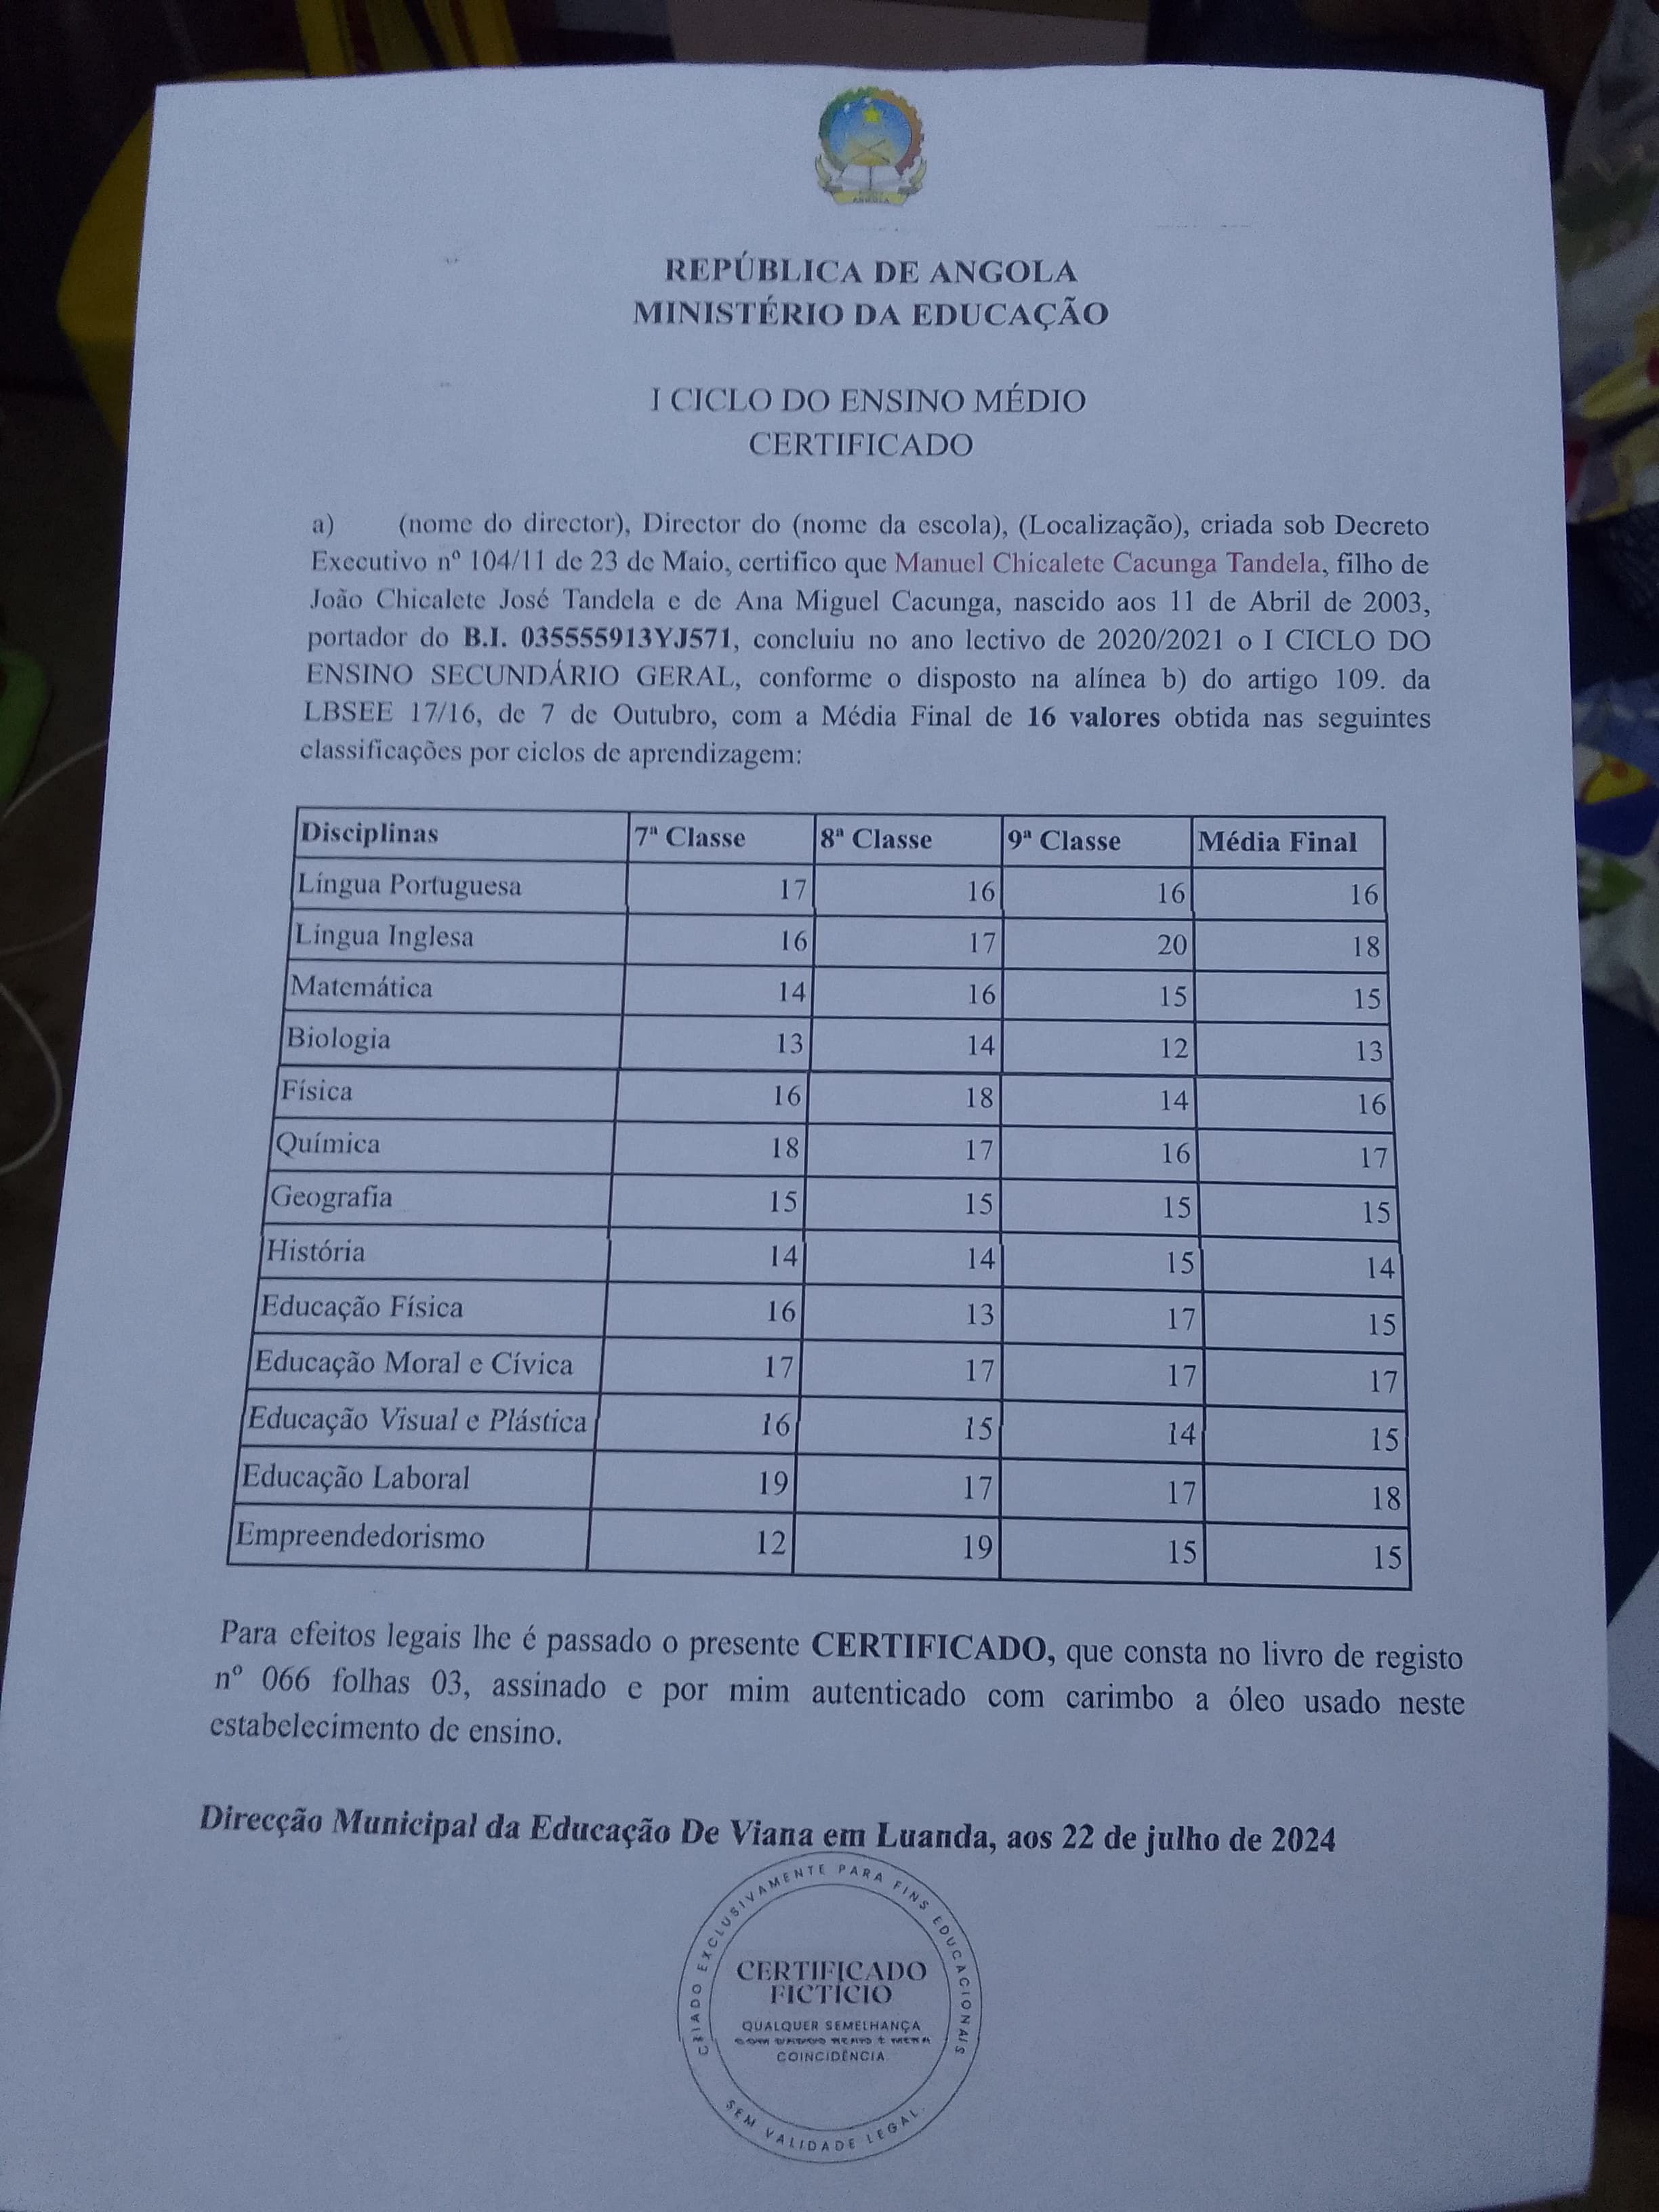 ANGOLA
REPÚBLICA DE ANGOLA
MINISTÉRIO DA EDUCAÇÃO
I CICLO DO ENSINO MÉDIO
CERTIFICADO
a) (nome do director), Director do (nome da escola), (Localização), criada sob Decreto
Executivo nº 104/11 de 23 de Maio, certifico que Manuel Chicalete Cacunga Tandela, filho de
João Chicalete José Tandela e de Ana Miguel Cacunga, nascido aos 11 de Abril de 2003,
portador do B.I. 035555913YJ571, concluiu no ano lectivo de 2020/2021 o I CICLO DO
ENSINO SECUNDÁRIO GERAL, conforme o disposto na alínea b) do artigo 109. da
LBSEE 17/16, de 7 de Outubro, com a Média Final de 16 valores obtida nas seguintes
classificações por ciclos de aprendizagem:
Disciplinas 7ª Classe 8ª Classe 9ª Classe Média Final
Língua Portuguesa 17 16 16 16
Língua Inglesa 16 17 20 18
Matemática 14 16 15 15
Biologia 13 14 12 13
Física 16 18 14 16
Química 18 17 16 17
Geografia 15 15 15 15
História 14 14 15 14
Educação Física 16 13 17 15
Educação Moral e Cívica 17 17 17 17
Educação Visual e Plástica 16 15 14 15
Educação Laboral 19 17 17 18
Empreendedorismo 12 19 15 15
Para efeitos legais lhe é passado o presente CERTIFICADO, que consta no livro de registo
nº 066 folhas 03, assinado e por mim autenticado com carimbo a óleo usado neste
estabelecimento de ensino.
Direcção Municipal da Educação De Viana em Luanda, aos 22 de julho de 2024
CRIADO EXCLUSIVAMENTE PARA FINS EDUCACIONAIS
CERTIFICADO
FICTÍCIO
QUALQUER SEMELHANÇA
COM DADOS REAIS É MERA
COINCIDÊNCIA
SEM VALIDADE LEGAL